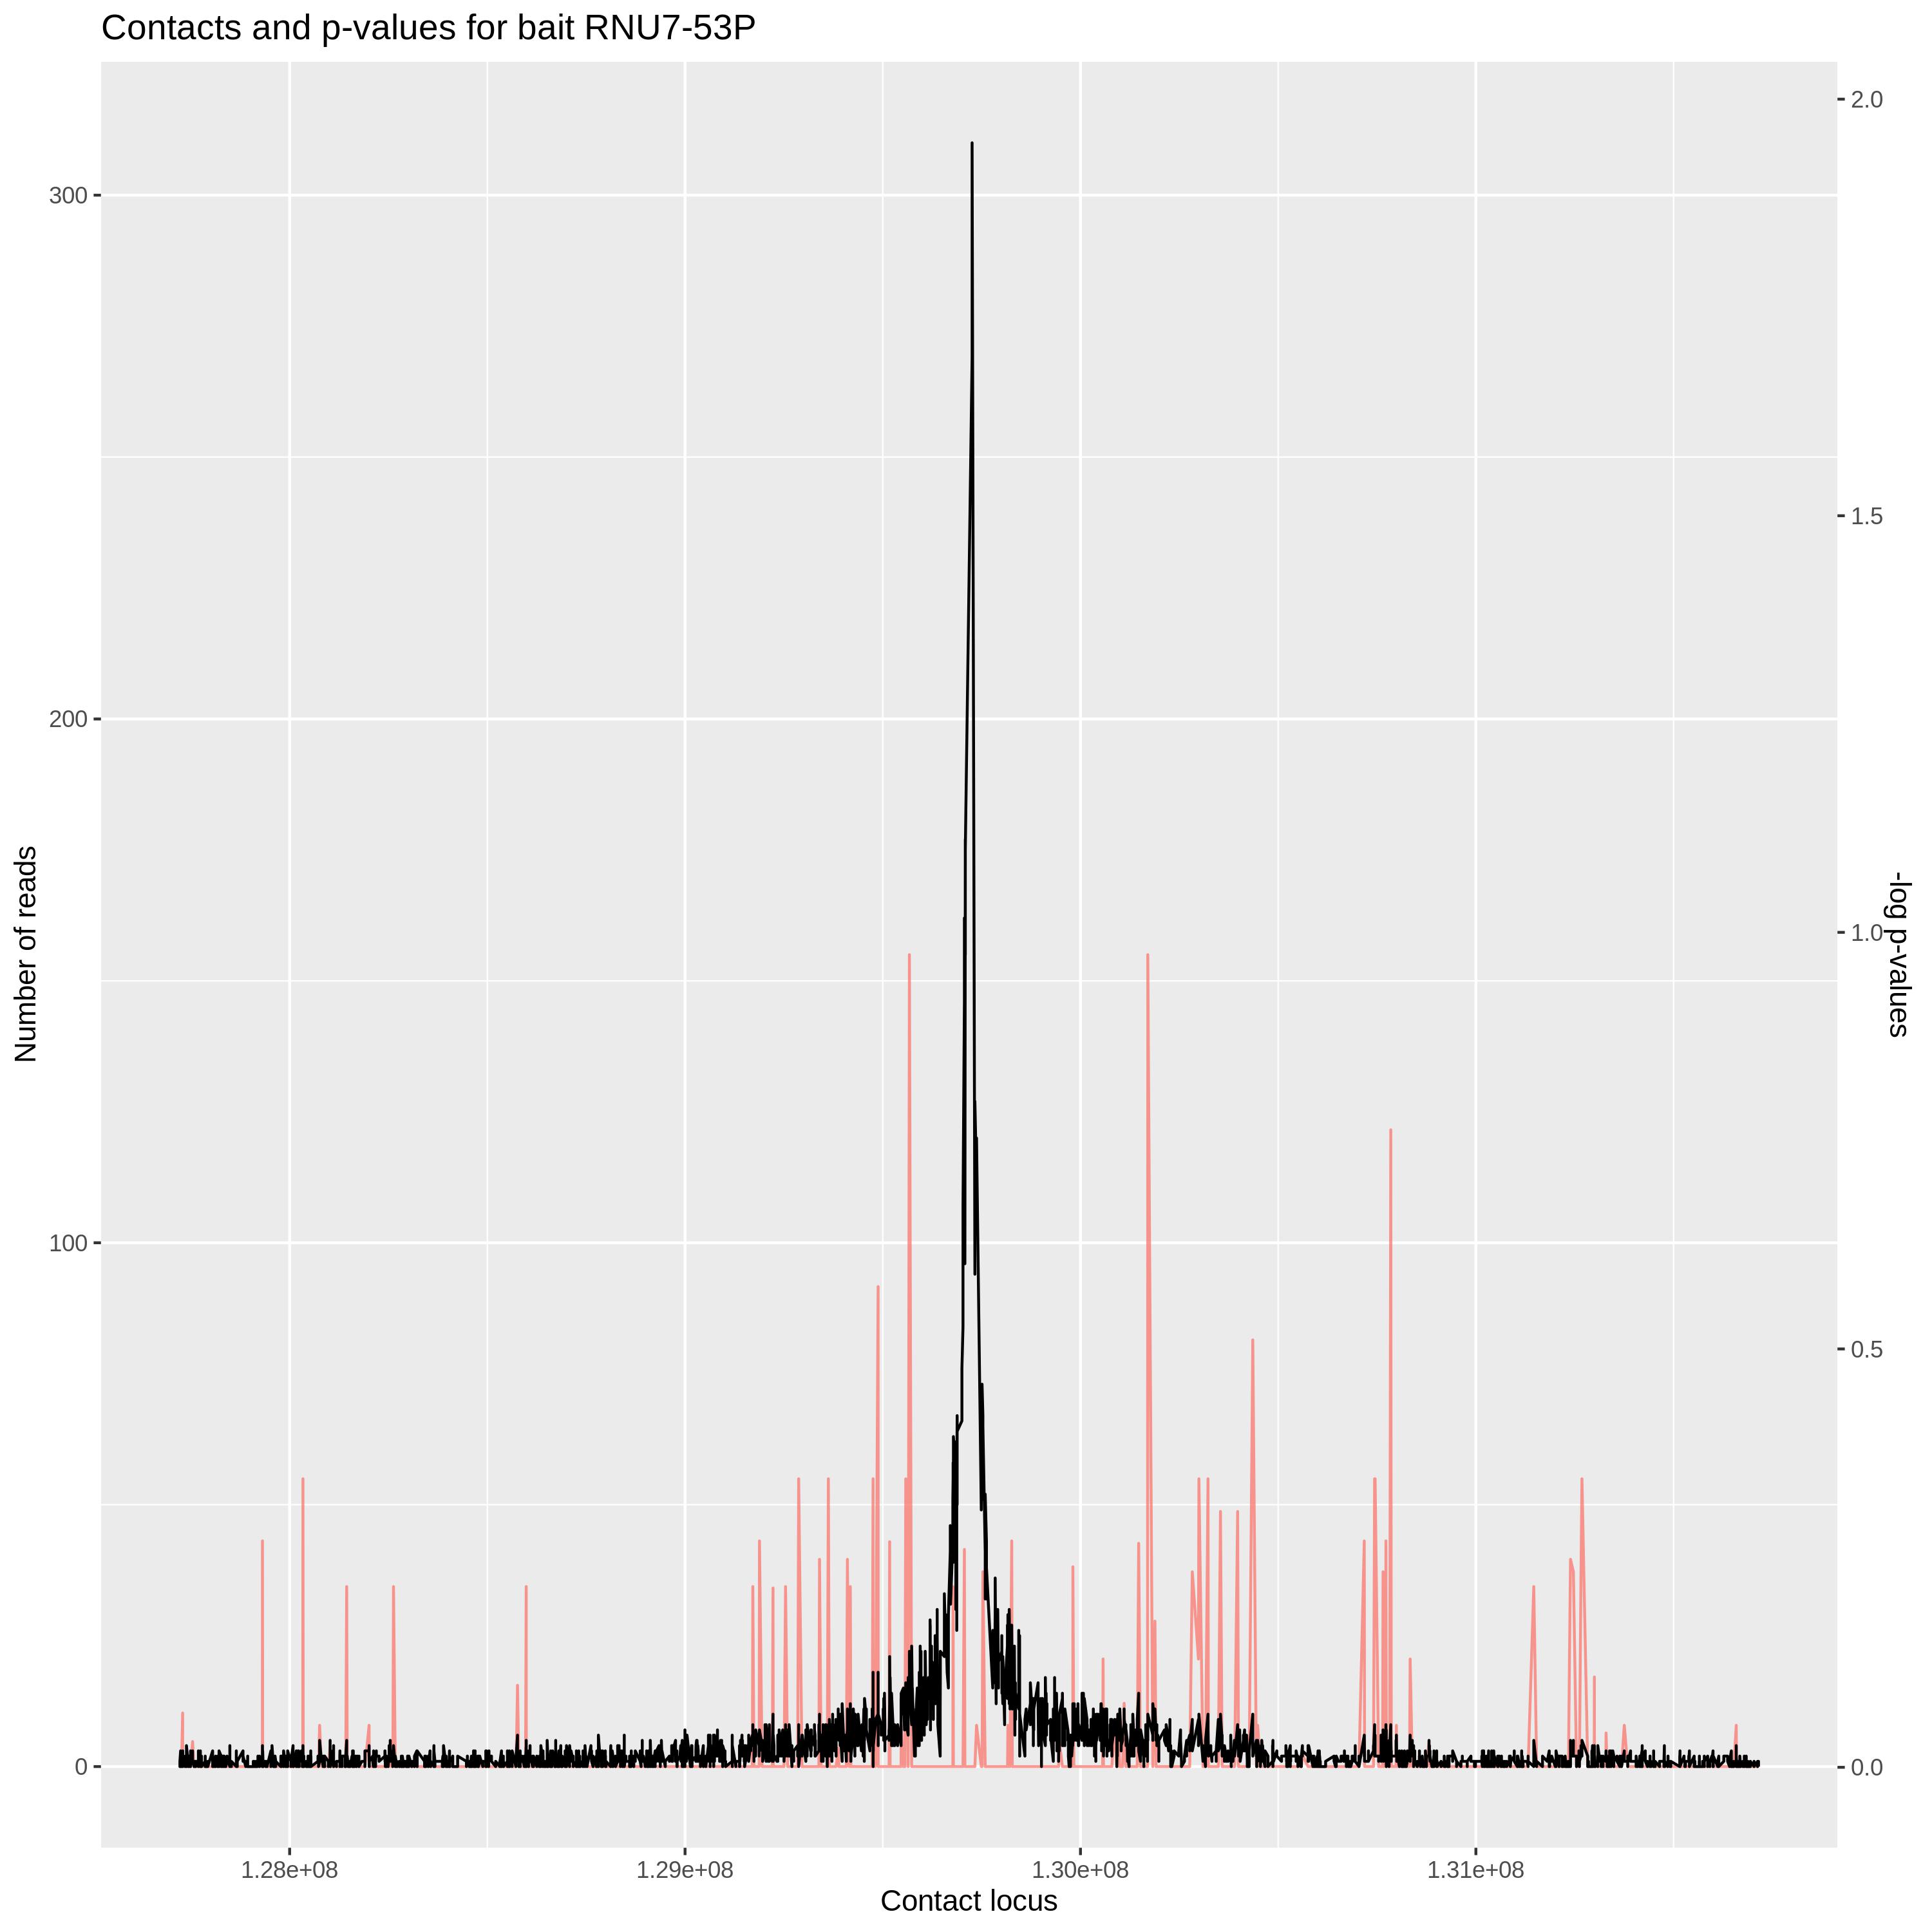 Contacts and p-values for bait RNU7-53P
300
200
100
0
Number of reads
2.0
1.5
1.0
0.5
0.0
-log p-values
1.28e+08
1.29e+08
1.30e+08
1.31e+08
Contact locus